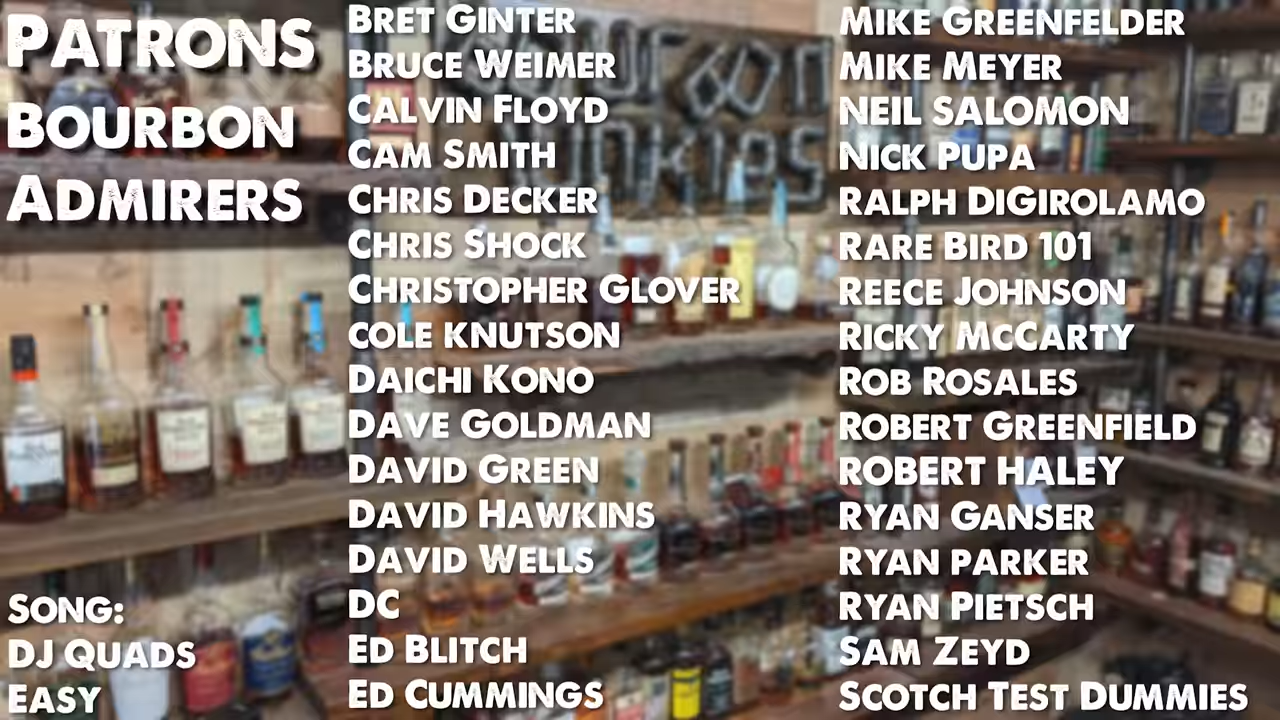 Patrons
Bourbon
Admirers
Song:
DJ Quads
Easy
Bret Ginter
Bruce Weimer
Calvin Floyd
Cam Smith
Chris Decker
Chris Shock
Christopher Glover
cole knutson
Daichi Kono
Dave Goldman
David Green
David Hawkins
David Wells
DC
Ed Blitch
Ed Cummings
Mike Greenfelder
Mike Meyer
Neil Salomon
Nick Pupa
Ralph DiGirolamo
Rare Bird 101
Reece Johnson
Ricky McCarty
Rob Rosales
Robert Greenfield
Robert Haley
Ryan Ganser
Ryan parker
Ryan Pietsch
Sam Zeyd
Scotch Test Dummies